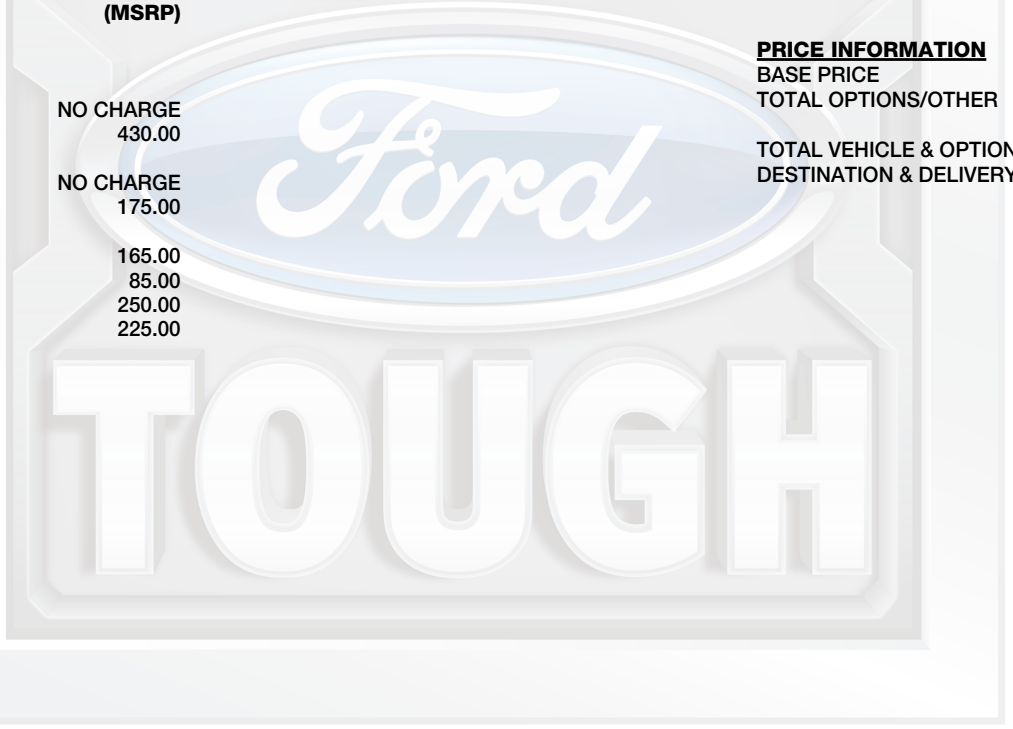 (MSRP)
NO CHARGE
430.00
NO CHARGE
175.00
165.00
85.00
250.00
225.00
PRICE INFORMATION
BASE PRICE
TOTAL OPTIONS/OTHER
TOTAL VEHICLE & OPTION
DESTINATION & DELIVERY
Ford
TOUGH